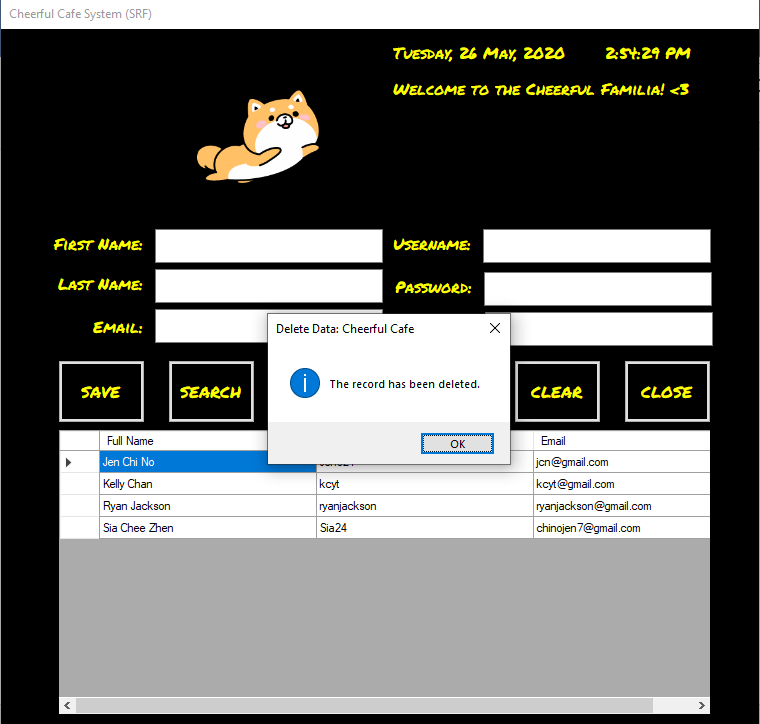 Cheerful Cafe System (SRF)
Tuesday, 26 May, 2020 2:54:29 PM
Welcome to the Cheerful Familia! <3
First Name: Username:
Last Name: Password:
Email:
Delete Data: Cheerful Cafe
The record has been deleted.
OK
SAVE SEARCH CLEAR CLOSE
Full Name Email
Jen Chi No jcn@gmail.com
Kelly Chan kcyt kcyt@gmail.com
Ryan Jackson ryanjackson ryanjackson@gmail.com
Sia Chee Zhen Sia24 chinojen7@gmail.com